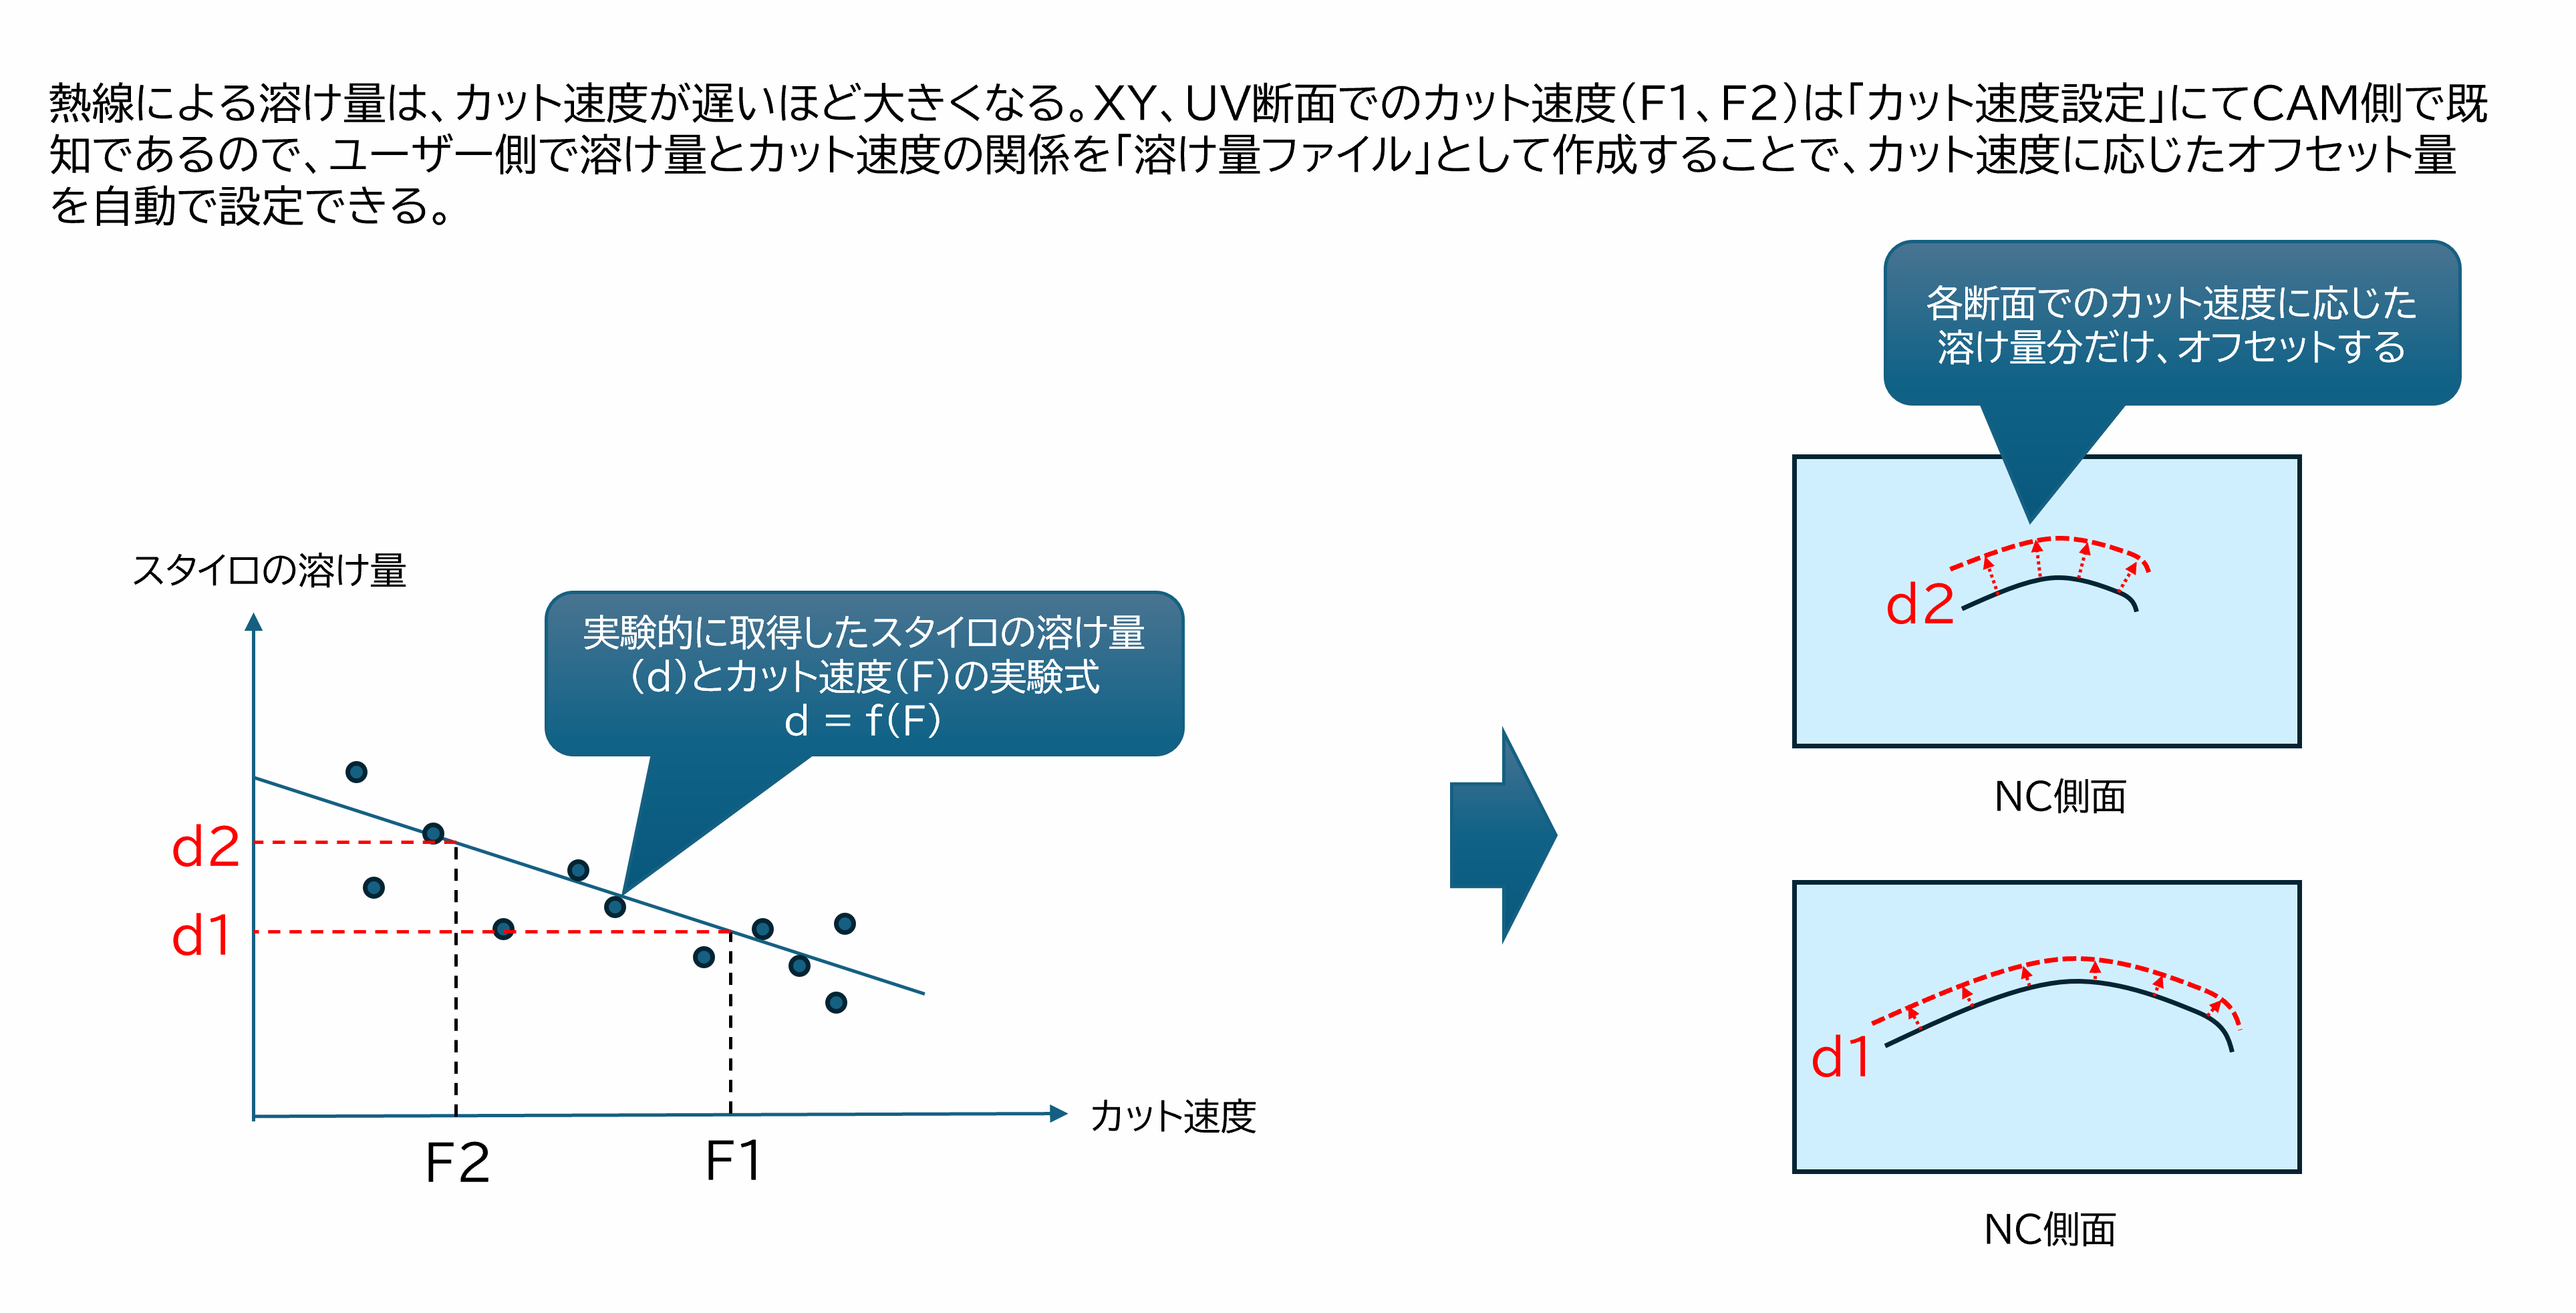 熱線による溶け量は、カット速度が遅いほど大きくなる。XY、UV断面でのカット速度(F1、F2)は「カット速度設定」にてCAM側で既
知であるので、ユーザー側で溶け量とカット速度の関係を「溶け量ファイル」として作成することで、カット速度に応じたオフセット量
を自動で設定できる。
各断面でのカット速度に応じた
溶け量分だけ、オフセットする
スタイロの溶け量
実験的に取得したスタイロの溶け量
(d)とカット速度(F)の実験式
d = f(F)
d2
d1
F2
F1
カット速度
d2
NC側面
d1
NC側面